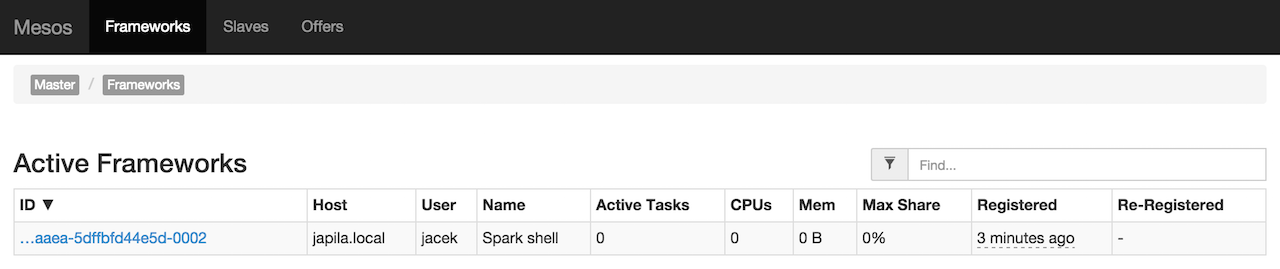 Mesos Frameworks Slaves Offers
Master / Frameworks
Active Frameworks Find...
ID ▼ Host User Name Active Tasks CPUs Mem Max Share Registered Re-Registered
…aaea-5dffbfd44e5d-0002 japila.local jacek Spark shell 0 0 0 B 0% 3 minutes ago -